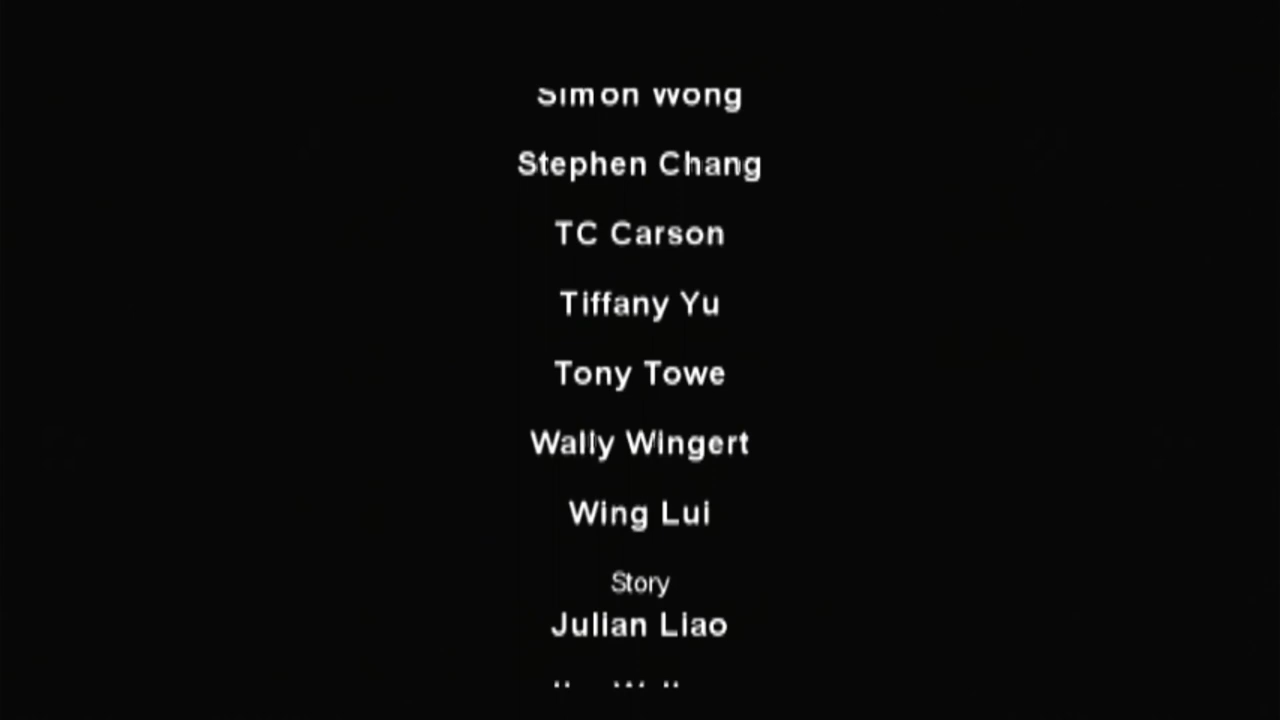 Simon Wong
Stephen Chang
TC Carson
Tiffany Yu
Tony Towe
Wally Wingert
Wing Lui
Story
Julian Liao